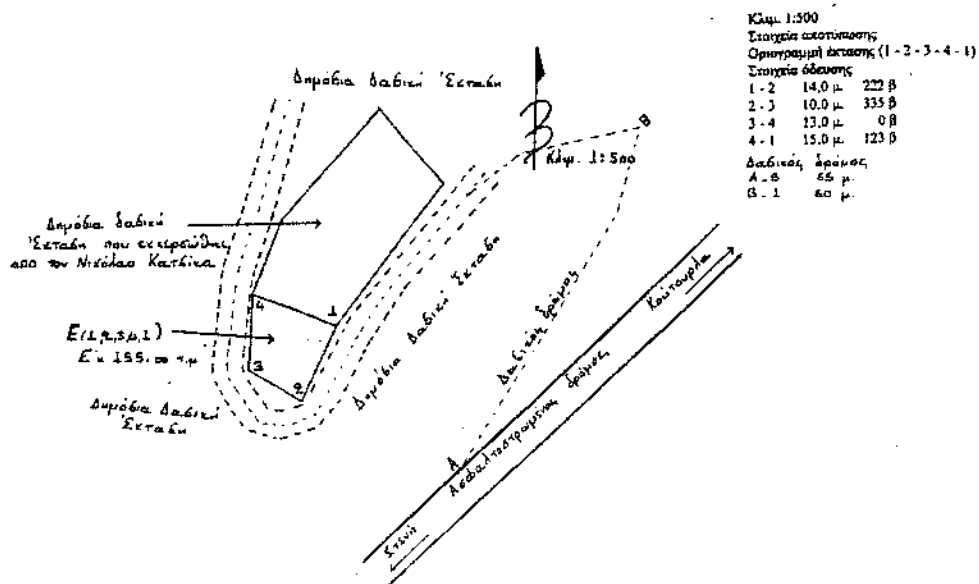 Κλιμ. 1:500
Στοιχεία αποτύπωσης
Οριογραμμή έκτασης (1 - 2 - 3 - 4 - 1)
Στοιχεία όδευσης
1 - 2 14,0 μ. 222 β
2 - 3 10.0 μ. 335 β
3 - 4 13,0 μ. 0 β
4 - 1 15.0 μ. 123 β
Δασικός δρόμος
Α - Β 65 μ.
Β - 1 60 μ.
Δημόσια Δασική Έκταση
Β
Β
Κλιμ. 1:500
Δημόσια δασική
Έκταση που εκχερσώθηκε
από τον Νικόλαο Κατσίκα
4
1
Ε(1,2,3,4,1)
Εκ 155.00 τ.μ
3
2
Δημόσια Δασική
Έκταση
Δημόσια Δασική Έκταση
Δασικός δρόμος
Κούτουρλα
Α
Ασφαλτοστρωμένος δρόμος
Στενή